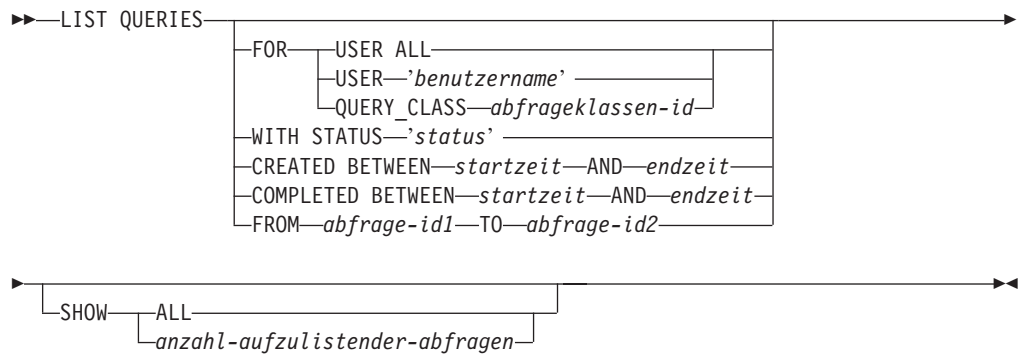 LIST QUERIES
FOR USER ALL
USER 'benutzername'
QUERY_CLASS abfrageklassen-id
WITH STATUS 'status'
CREATED BETWEEN startzeit AND endzeit
COMPLETED BETWEEN startzeit AND endzeit
FROM abfrage-id1 TO abfrage-id2
SHOW ALL
anzahl-aufzulistender-abfragen